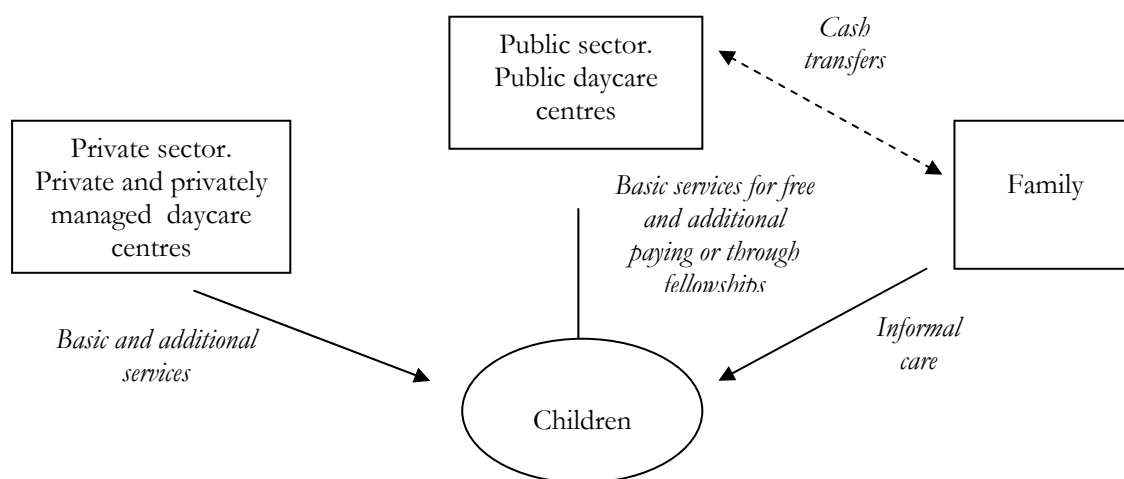 Cash
transfers
Public sector.
Public daycare
centres
Private sector.
Private and privately
managed daycare
centres
Family
Basic services for free
and additional
paying or through
fellowships
Basic and additional
services
Informal
care
Children